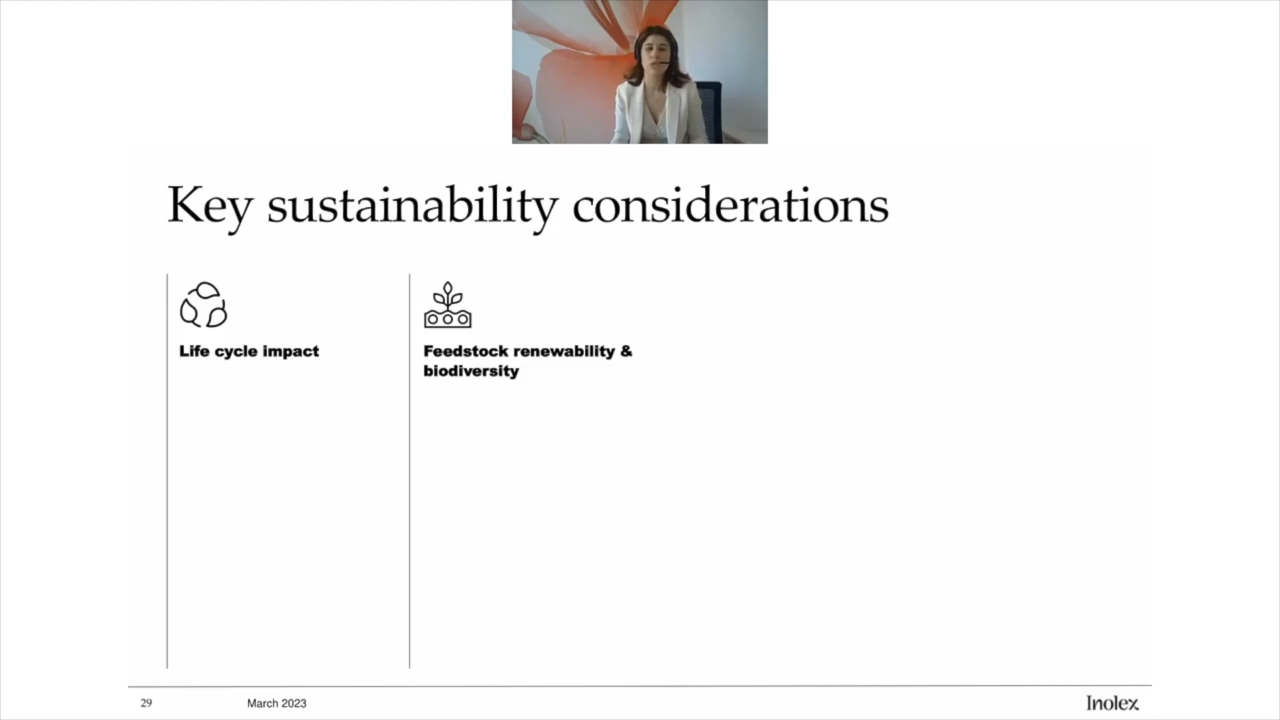 Key sustainability considerations
Life cycle impact
Feedstock renewability &
biodiversity
29
March 2023
Inolex